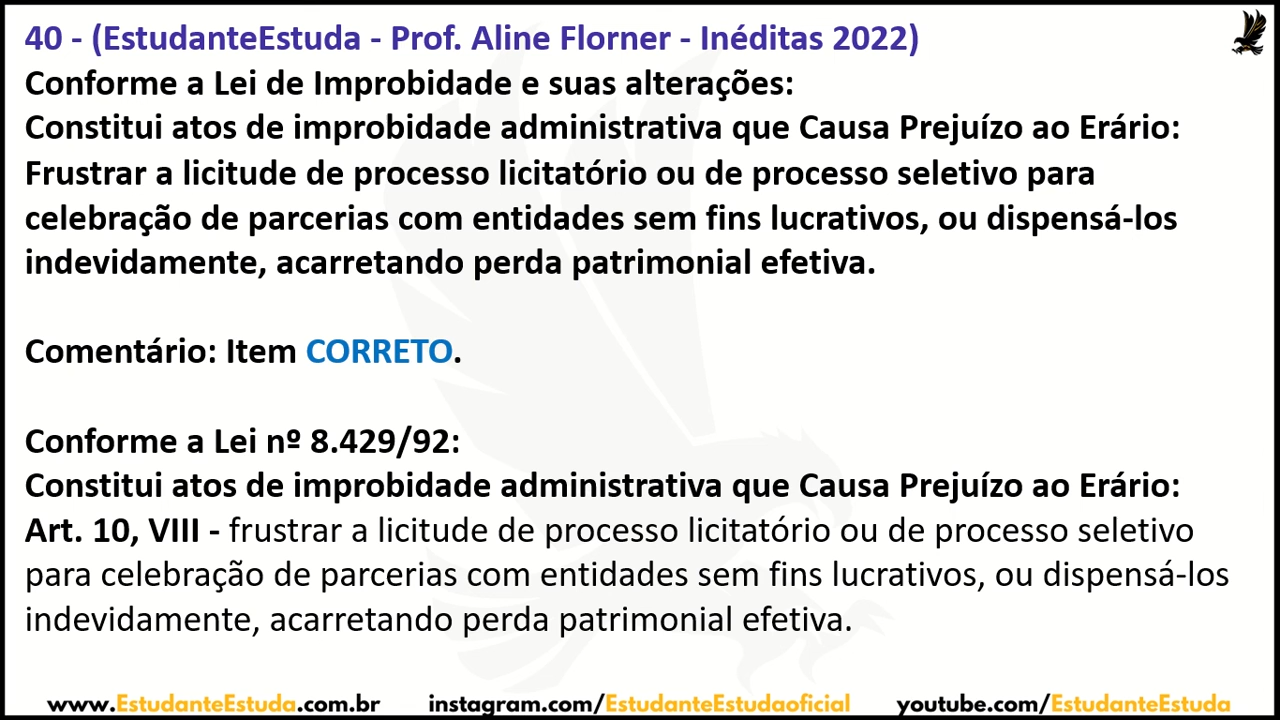 40 - (EstudanteEstuda - Prof. Aline Florner - Inéditas 2022)
Conforme a Lei de Improbidade e suas alterações:
Constitui atos de improbidade administrativa que Causa Prejuízo ao Erário:
Frustrar a licitude de processo licitatório ou de processo seletivo para
celebração de parcerias com entidades sem fins lucrativos, ou dispensá-los
indevidamente, acarretando perda patrimonial efetiva.
Comentário: Item CORRETO.
Conforme a Lei nº 8.429/92:
Constitui atos de improbidade administrativa que Causa Prejuízo ao Erário:
Art. 10, VIII - frustrar a licitude de processo licitatório ou de processo seletivo
para celebração de parcerias com entidades sem fins lucrativos, ou dispensá-los
indevidamente, acarretando perda patrimonial efetiva.
www.EstudanteEstuda.com.br instagram.com/EstudanteEstudaoficial youtube.com/EstudanteEstuda